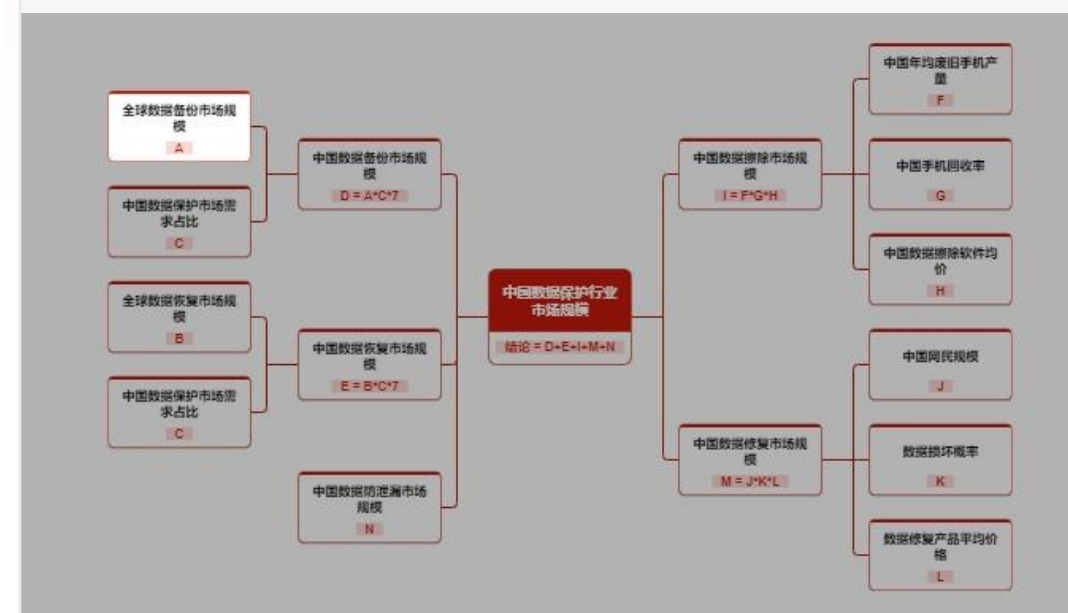 全球数据备份市场规
模
A
中国数据保护市场需
求占比
C
全球数据恢复市场规
模
B
中国数据保护市场需
求占比
C
中国数据备份市场规
模
D = A*C*7
中国数据恢复市场规
模
E = B*C*7
中国数据防泄漏市场
规模
N
中国数据保护行业
市场规模
结论 = D+E+I+M+N
中国数据擦除市场规
模
I = F*G*H
中国数据修复市场规
模
M = J*K*L
中国年均废旧手机产
量
F
中国手机回收率
G
中国数据擦除软件均
价
H
中国网民规模
J
数据损坏概率
K
数据修复产品平均价
格
L